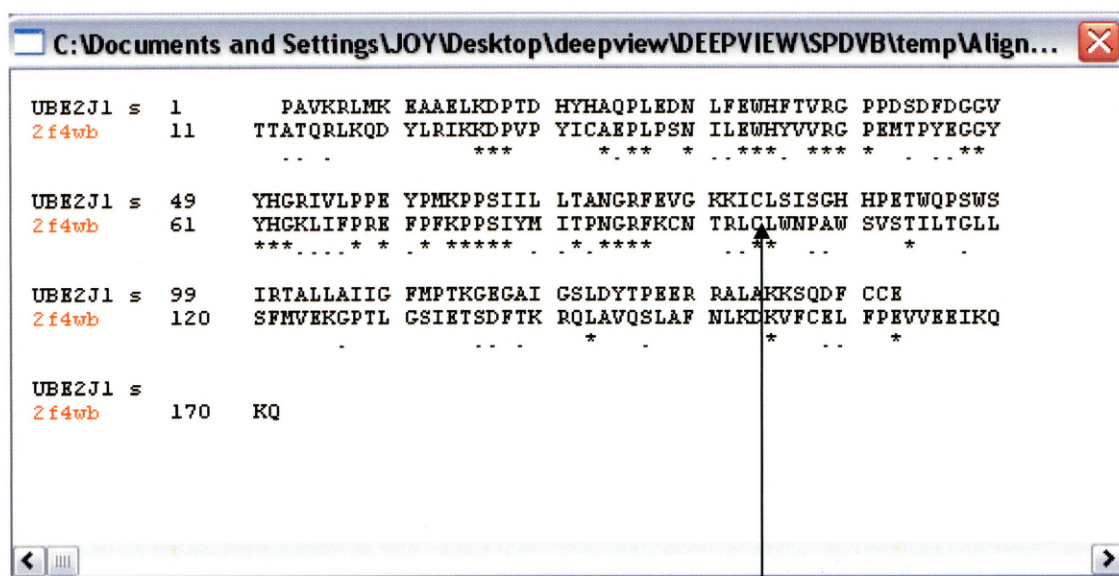 C:\Documents and Settings\JOY\Desktop\deepview\DEEPVIEW\SPDVB\temp\Align...
UBE2J1 s 1 PAVKRLMK EAAELKDPTD HYHAQPLEDN LFEWHFTVRG PPDSDFDGGV
2f4wb 11 TTATQRLKQD YLRIKKDPVP YICAEPLPSN ILEWHYVVRG PEMTPYEGGY
.. . *** *.** * ..***. *** * . ..**
UBE2J1 s 49 YHGRIVLPPE YPMKPPSIIL LTANGRFEVG KKICLSISGH HPETWQPSWS
2f4wb 61 YHGKLIFPRE FPFKPPSIYM ITPNGRFKCN TRLCLWNPAW SVSTILTGLL
***....* * .* ***** . .*.**** ..** .. * .
UBE2J1 s 99 IRTALLAIIG FMPTKGEGAI GSLDYTPEER RALAKKSQDF CCE
2f4wb 120 SFMVEKGPTL GSIETSDFTK RQLAVQSLAF NLKDKVFCEL FPEVVEEIKQ
. .. . * . * .. *
UBE2J1 s
2f4wb 170 KQ